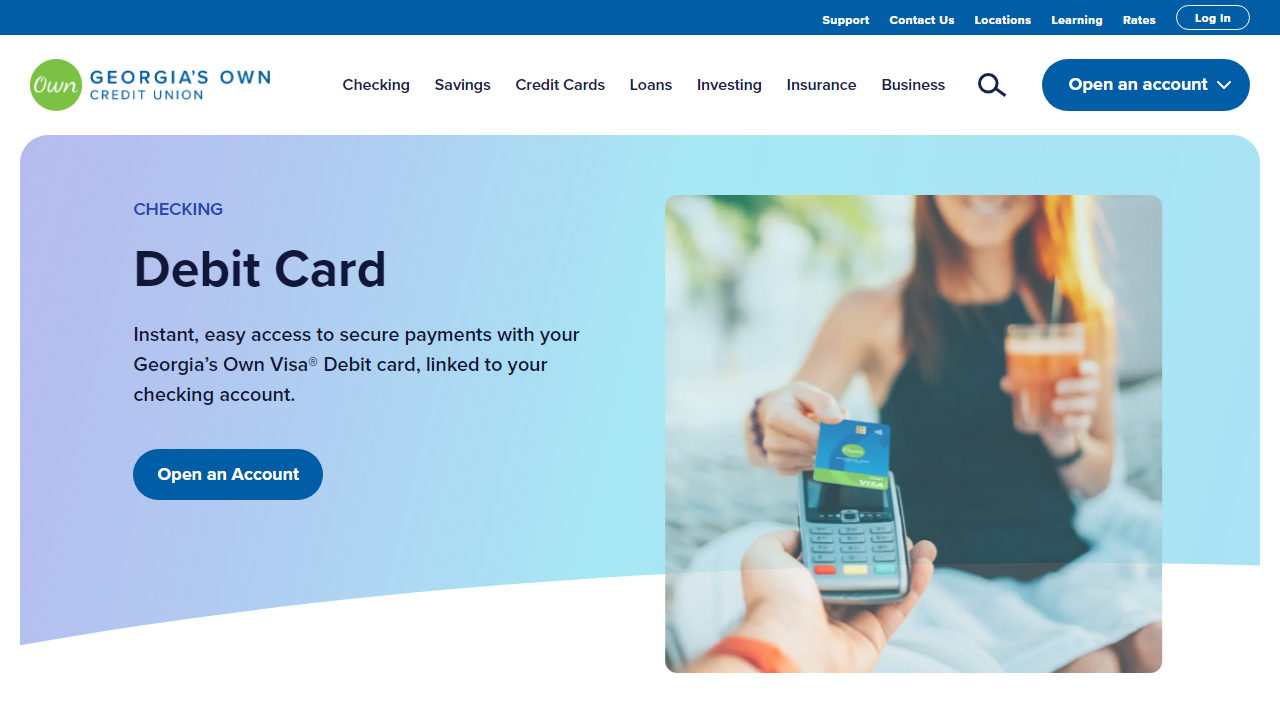 Support Contact Us Locations Learning Rates Log In
Own GEORGIA'S OWN
CREDIT UNION
Checking Savings Credit Cards Loans Investing Insurance Business Open an account
CHECKING
Debit Card
Instant, easy access to secure payments with your
Georgia’s Own Visa® Debit card, linked to your
checking account.
Open an Account
Own
VISA